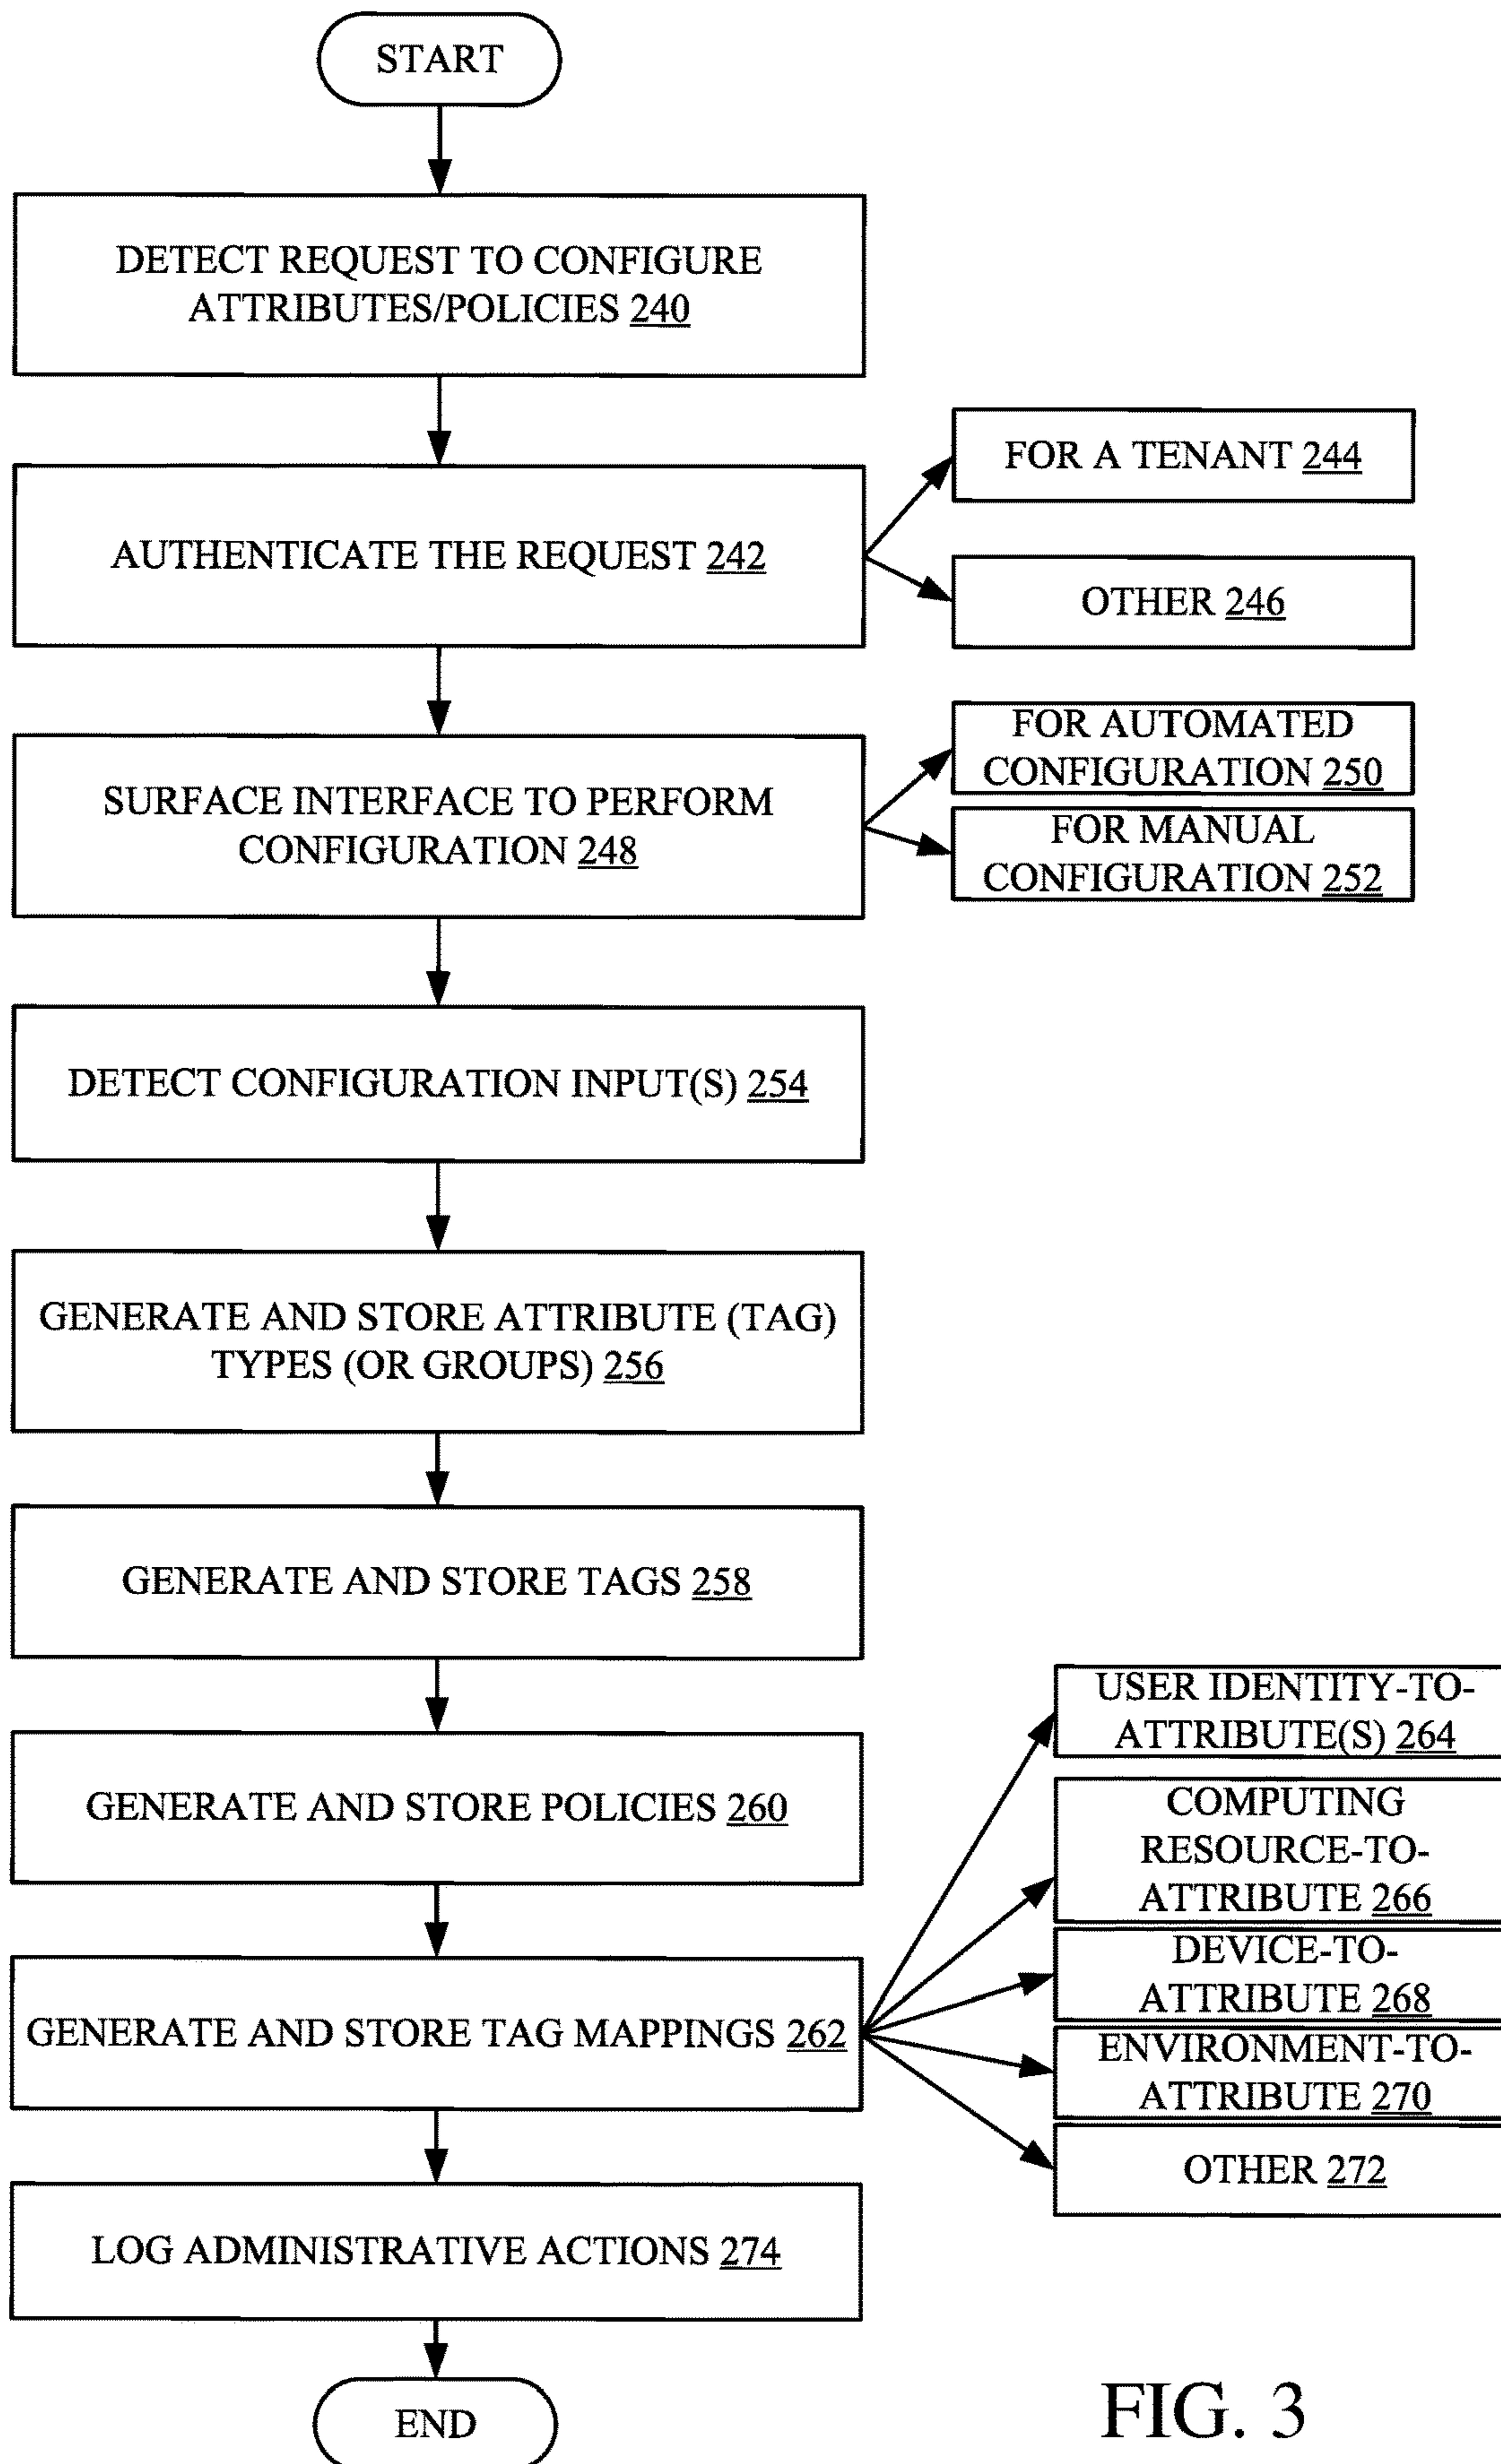 START
DETECT REQUEST TO CONFIGURE
ATTRIBUTES/POLICIES 240
AUTHENTICATE THE REQUEST 242
FOR A TENANT 244
OTHER 246
SURFACE INTERFACE TO PERFORM
CONFIGURATION 248
FOR AUTOMATED
CONFIGURATION 250
FOR MANUAL
CONFIGURATION 252
DETECT CONFIGURATION INPUT(S) 254
GENERATE AND STORE ATTRIBUTE (TAG)
TYPES (OR GROUPS) 256
GENERATE AND STORE TAGS 258
GENERATE AND STORE POLICIES 260
GENERATE AND STORE TAG MAPPINGS 262
USER IDENTITY-TO-
ATTRIBUTE(S) 264
COMPUTING
RESOURCE-TO-
ATTRIBUTE 266
DEVICE-TO-
ATTRIBUTE 268
ENVIRONMENT-TO-
ATTRIBUTE 270
OTHER 272
LOG ADMINISTRATIVE ACTIONS 274
END
FIG. 3